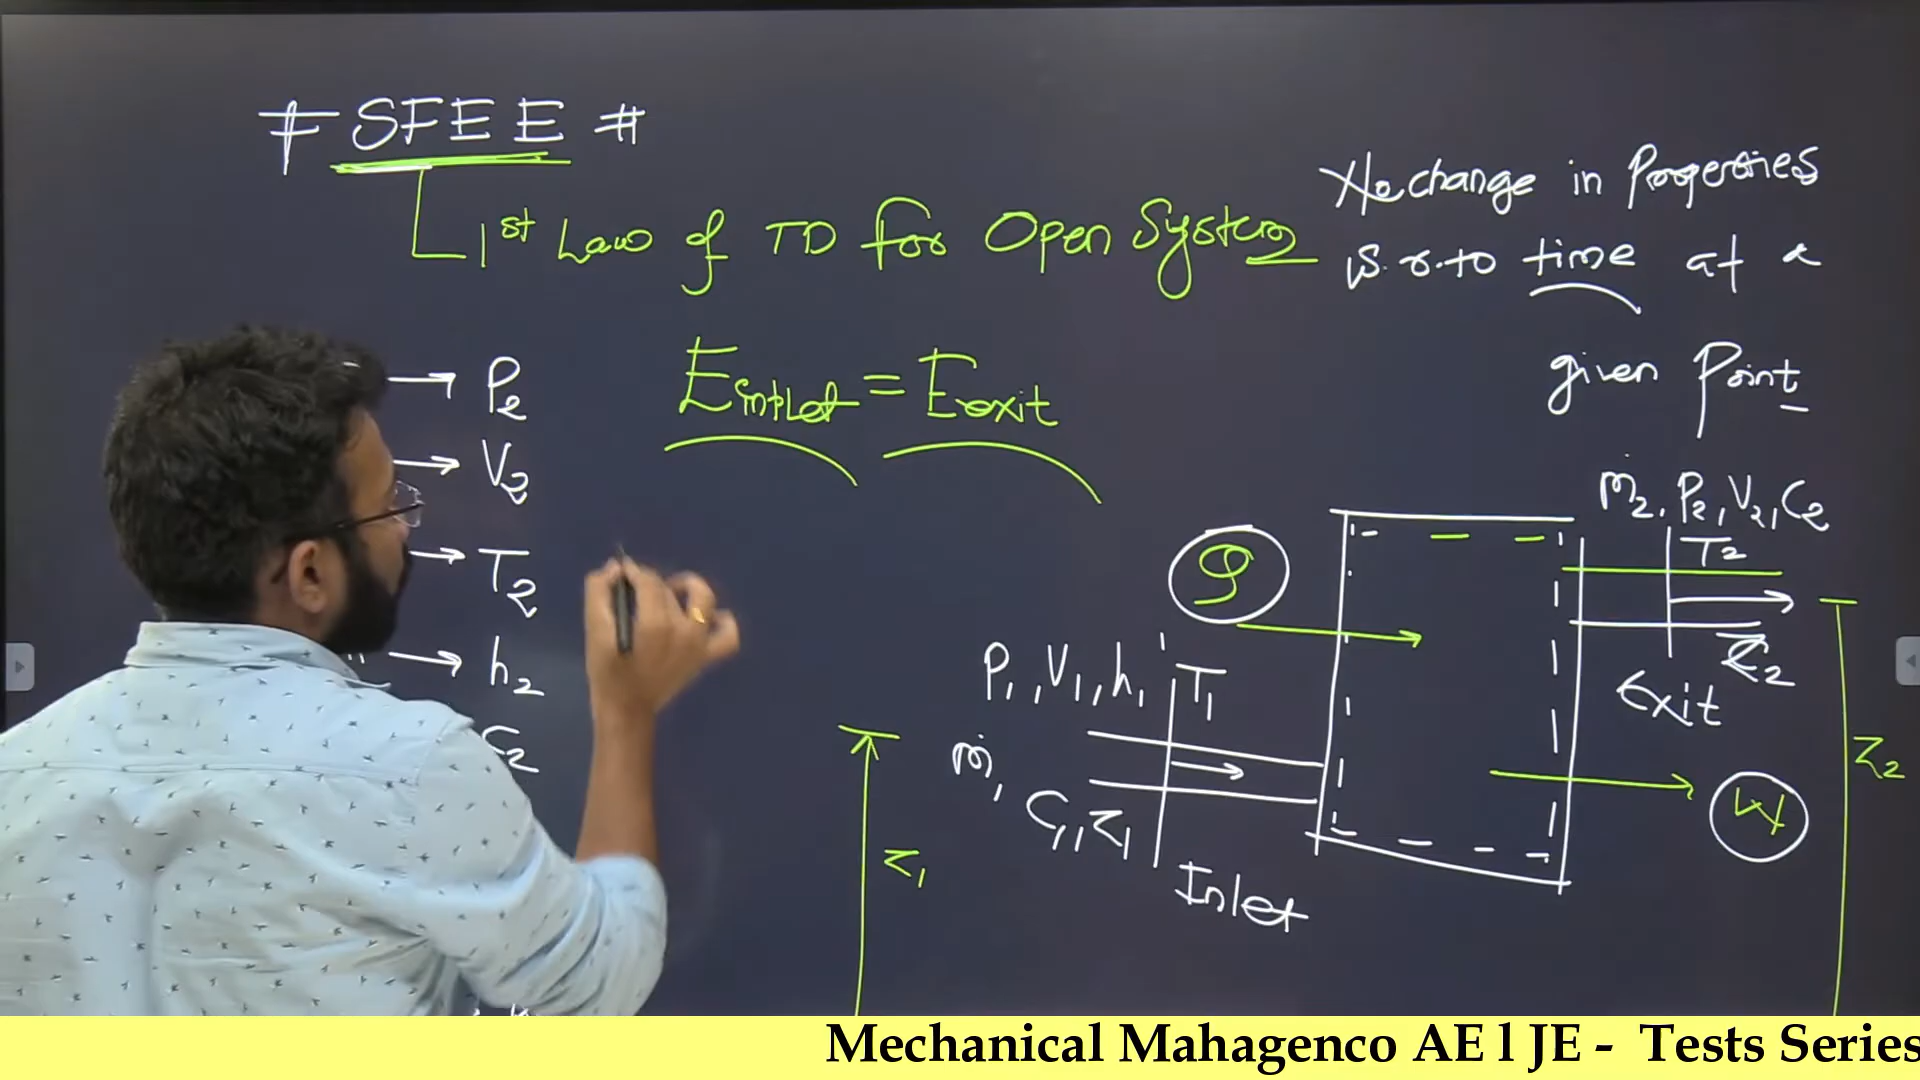 # SFEE #
1st Law of TD for Open System
No change in Properties
w.r.to time at a
given Point
Einlet = Eexit
→ P2
→ V2
→ T2
→ h2
C2
ṁ2, P2, V2, C2
T2
Z2
Exit
Q
P1, V1, h1, T1
ṁ1
C1, Z1
Inlet
W
Z1
Z2
Mechanical Mahagenco AE l JE - Tests Series